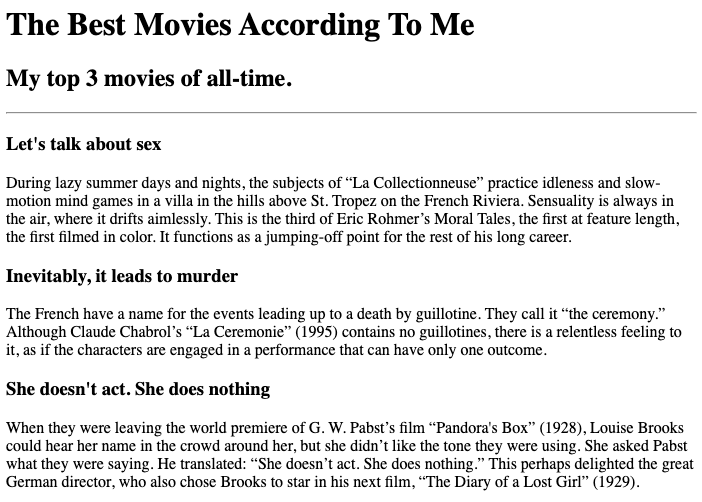 The Best Movies According To Me
My top 3 movies of all-time.
Let's talk about sex
During lazy summer days and nights, the subjects of “La Collectionneuse” practice idleness and slow-
motion mind games in a villa in the hills above St. Tropez on the French Riviera. Sensuality is always in
the air, where it drifts aimlessly. This is the third of Eric Rohmer’s Moral Tales, the first at feature length,
the first filmed in color. It functions as a jumping-off point for the rest of his long career.
Inevitably, it leads to murder
The French have a name for the events leading up to a death by guillotine. They call it “the ceremony.”
Although Claude Chabrol’s “La Ceremonie” (1995) contains no guillotines, there is a relentless feeling to
it, as if the characters are engaged in a performance that can have only one outcome.
She doesn't act. She does nothing
When they were leaving the world premiere of G. W. Pabst’s film “Pandora's Box” (1928), Louise Brooks
could hear her name in the crowd around her, but she didn’t like the tone they were using. She asked Pabst
what they were saying. He translated: “She doesn’t act. She does nothing.” This perhaps delighted the great
German director, who also chose Brooks to star in his next film, “The Diary of a Lost Girl” (1929).